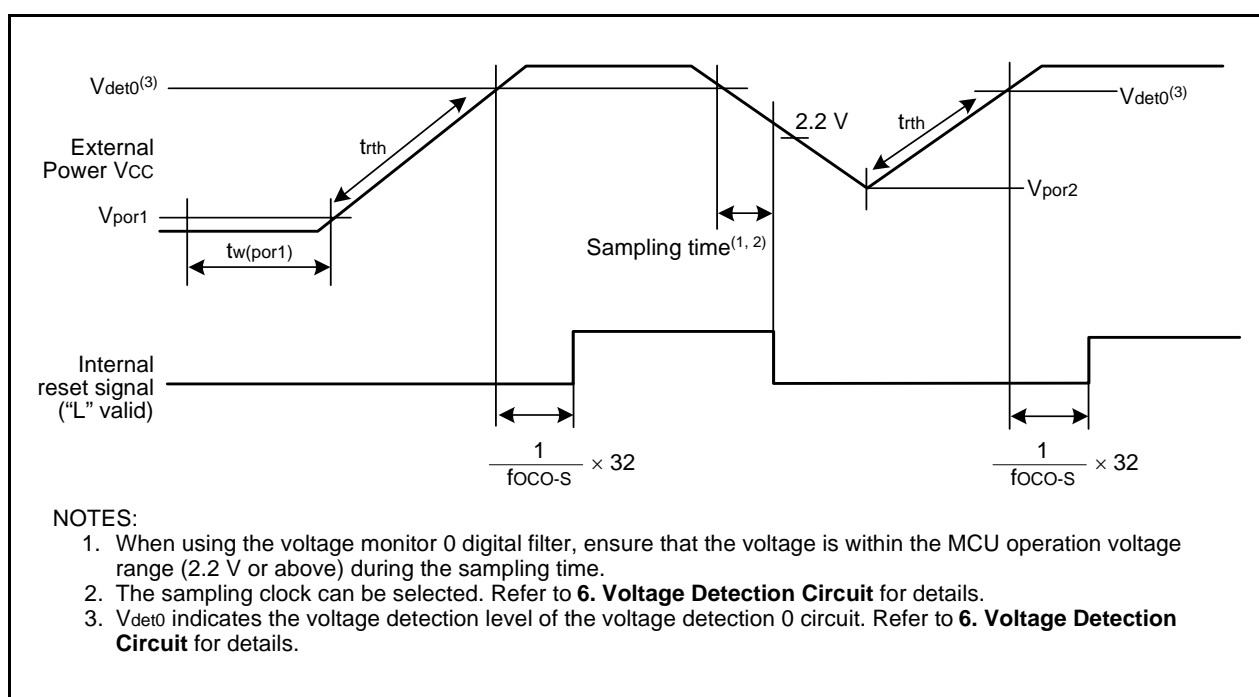 Vdet0(3)
2.2 V
Vdet0(3)
trth
trth
External
Power VCC
Vpor1
Vpor2
tw(por1)
Sampling time(1, 2)
Internal
reset signal
(“L” valid)
1
fOCO-S
× 32
1
fOCO-S
× 32
NOTES:
1. When using the voltage monitor 0 digital filter, ensure that the voltage is within the MCU operation voltage
range (2.2 V or above) during the sampling time.
2. The sampling clock can be selected. Refer to 6. Voltage Detection Circuit for details.
3. Vdet0 indicates the voltage detection level of the voltage detection 0 circuit. Refer to 6. Voltage Detection
Circuit for details.